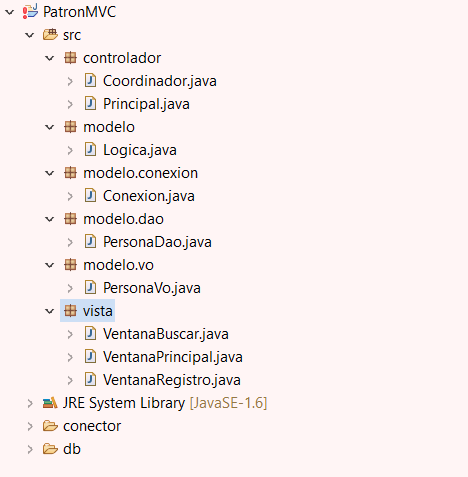 PatronMVC
src
controlador
Coordinador.java
Principal.java
modelo
Logica.java
modelo.conexion
Conexion.java
modelo.dao
PersonaDao.java
modelo.vo
PersonaVo.java
vista
VentanaBuscar.java
VentanaPrincipal.java
VentanaRegistro.java
JRE System Library [JavaSE-1.6]
conector
db